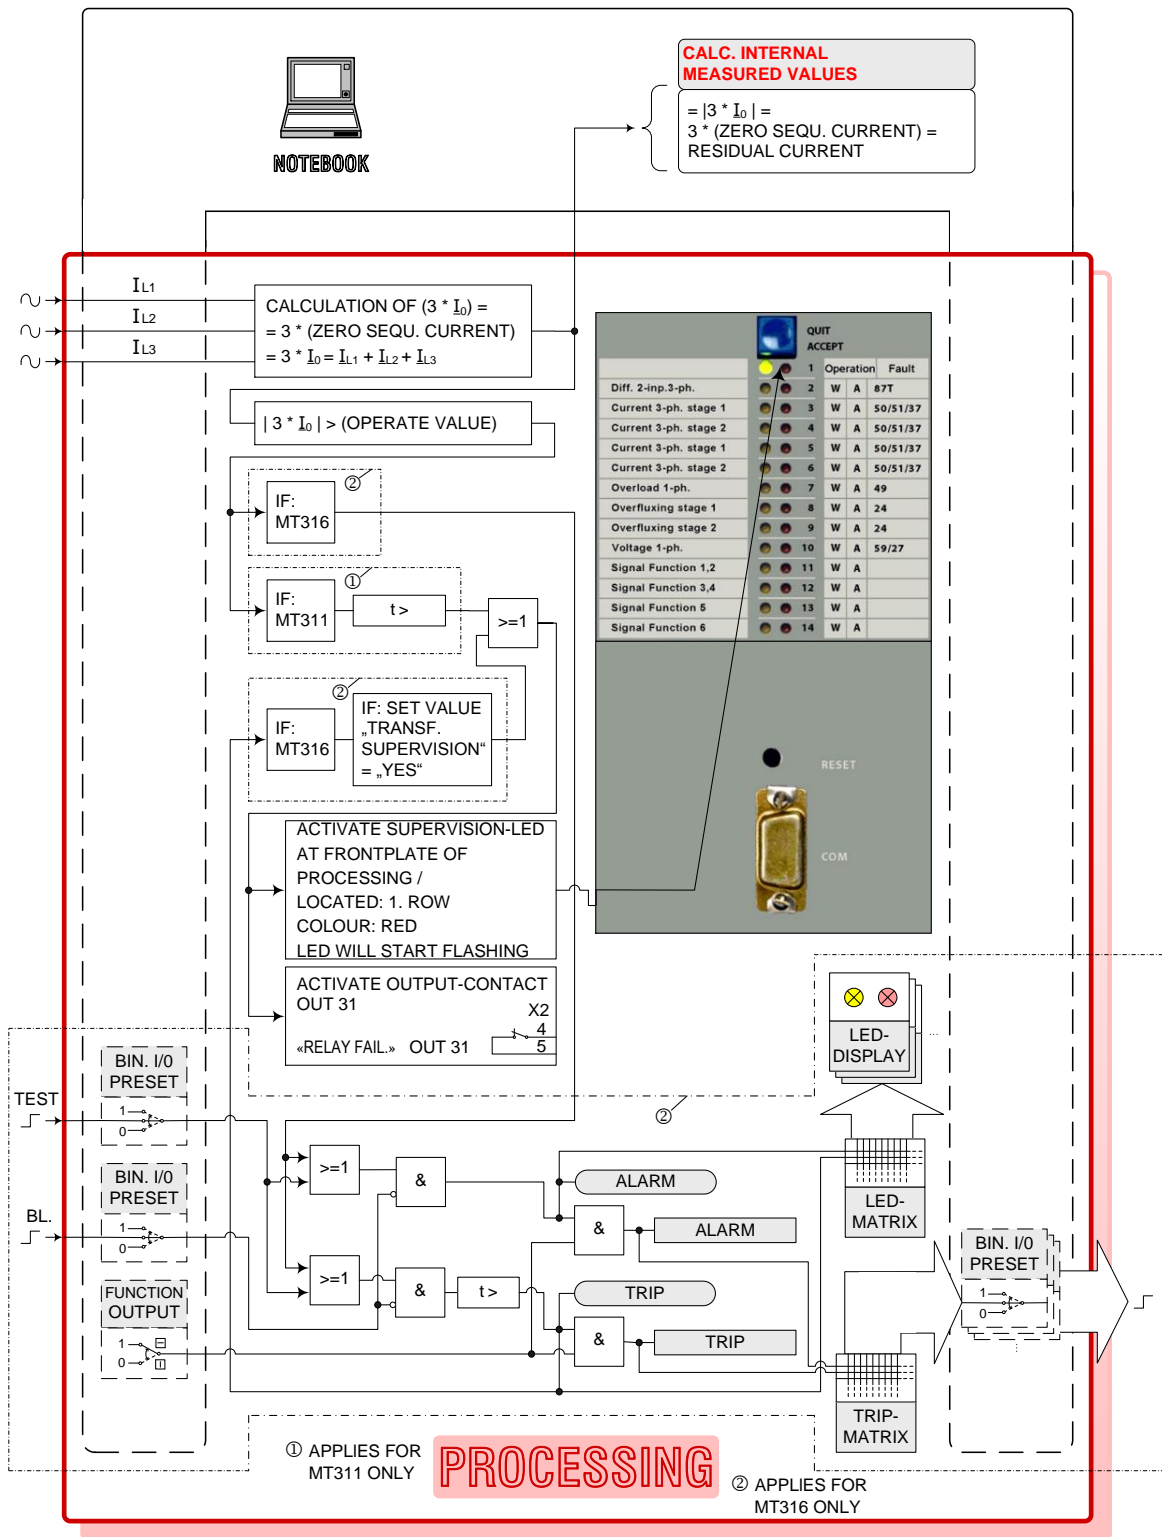 CALC. INTERNAL
MEASURED VALUES
= |3 * I0 | =
3 * (ZERO SEQU. CURRENT) =
RESIDUAL CURRENT
NOTEBOOK
IL1
IL2
IL3
CALCULATION OF (3 * I0) =
= 3 * (ZERO SEQU. CURRENT)
= 3 * I0 = IL1 + IL2 + IL3
| 3 * I0 | > (OPERATE VALUE)
QUIT
ACCEPT
1 Operation Fault
Diff. 2-inp.3-ph. 2 W A 87T
Current 3-ph. stage 1 3 W A 50/51/37
Current 3-ph. stage 2 4 W A 50/51/37
Current 3-ph. stage 1 5 W A 50/51/37
Current 3-ph. stage 2 6 W A 50/51/37
Overload 1-ph. 7 W A 49
Overfluxing stage 1 8 W A 24
Overfluxing stage 2 9 W A 24
Voltage 1-ph. 10 W A 59/27
Signal Function 1,2 11 W A
Signal Function 3,4 12 W A
Signal Function 5 13 W A
Signal Function 6 14 W A
RESET
COM
②
IF:
MT316
①
IF:
MT311
t >
>=1
②
IF:
MT316
IF: SET VALUE
„TRANSF.
SUPERVISION“
= „YES“
ACTIVATE SUPERVISION-LED
AT FRONTPLATE OF
PROCESSING /
LOCATED: 1. ROW
COLOUR: RED
LED WILL START FLASHING
ACTIVATE OUTPUT-CONTACT
OUT 31
X2
4
«RELAY FAIL.» OUT 31 5
LED-
DISPLAY
...
②
TEST
BIN. I/0
PRESET
1
0
BL.
BIN. I/0
PRESET
1
0
FUNCTION
OUTPUT
1
0
>=1
&
>=1
&
t >
ALARM
&
ALARM
TRIP
&
TRIP
LED-
MATRIX
TRIP-
MATRIX
BIN. I/0
PRESET
1
0
...
① APPLIES FOR
MT311 ONLY
PROCESSING
② APPLIES FOR
MT316 ONLY